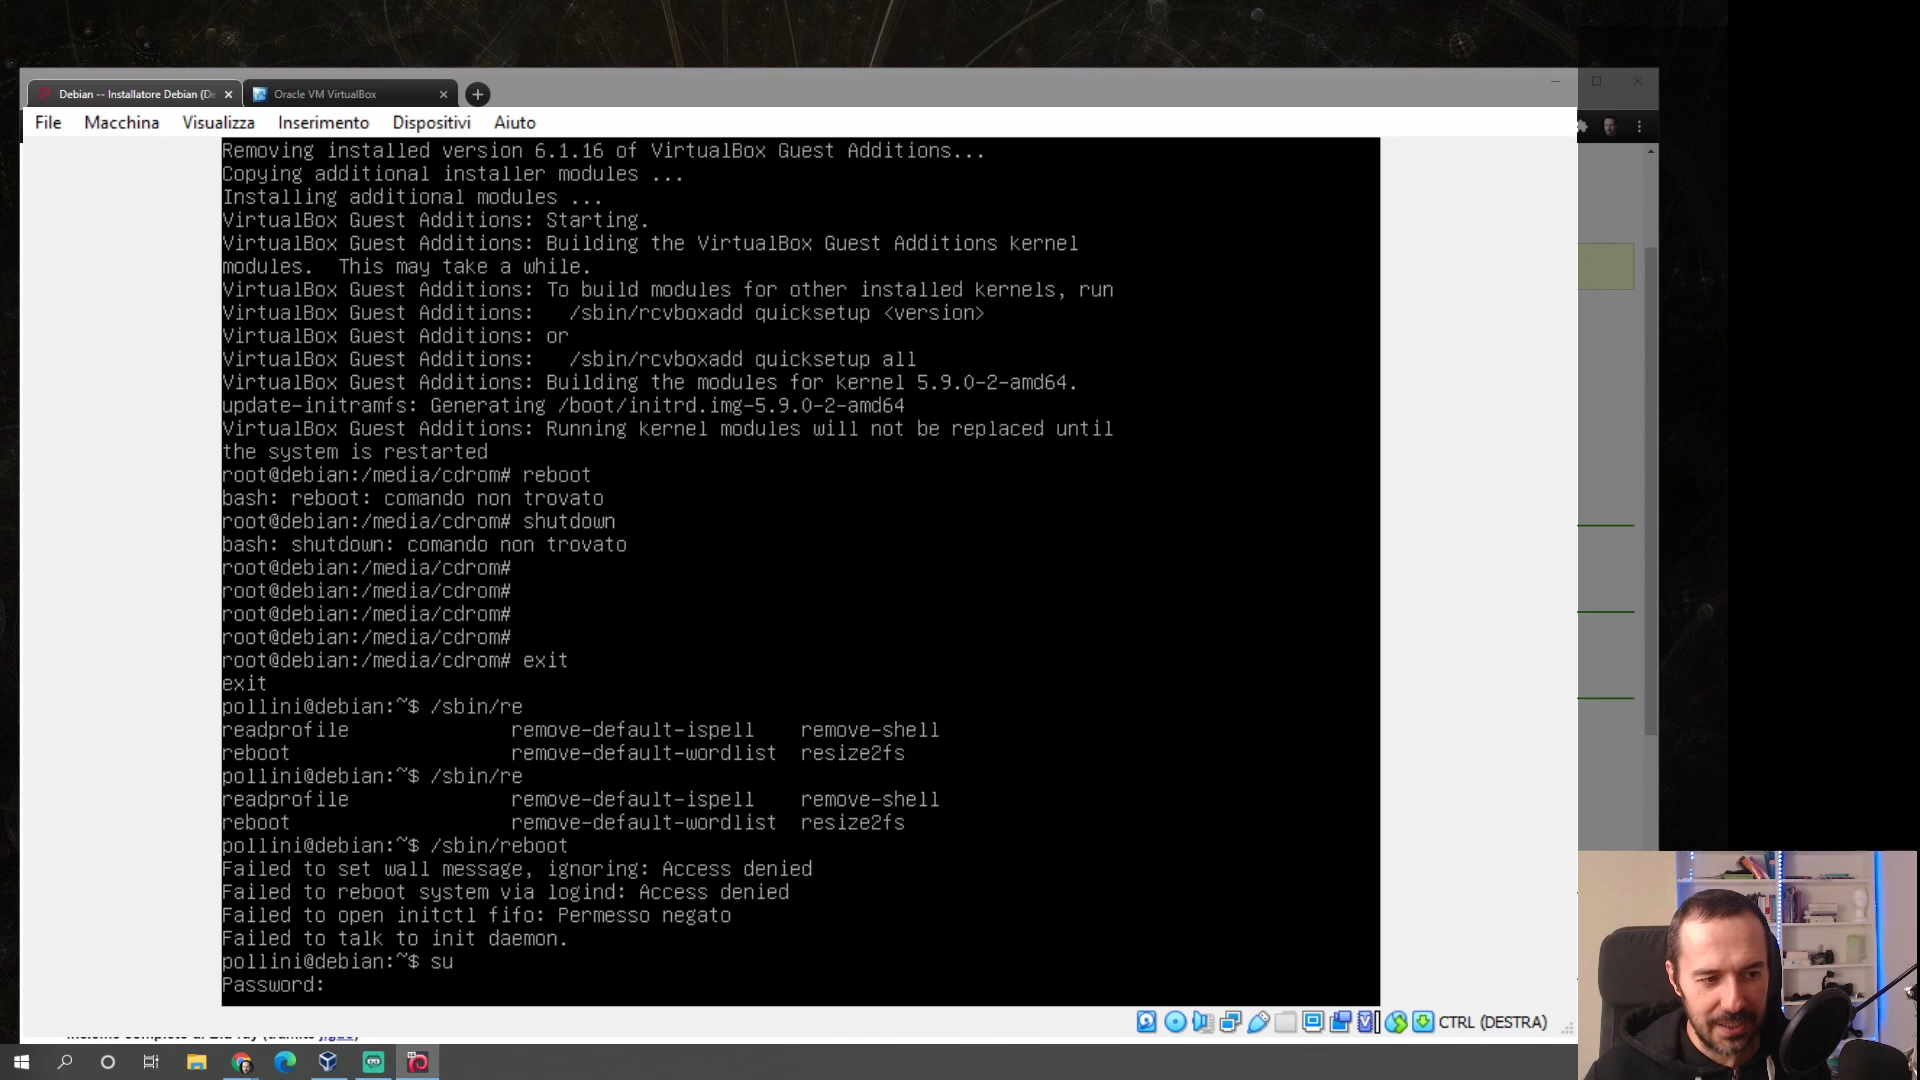 Debian -- Installatore Debian (De
Oracle VM VirtualBox
File Macchina Visualizza Inserimento Dispositivi Aiuto
Removing installed version 6.1.16 of VirtualBox Guest Additions...
Copying additional installer modules ...
Installing additional modules ...
VirtualBox Guest Additions: Starting.
VirtualBox Guest Additions: Building the VirtualBox Guest Additions kernel
modules.  This may take a while.
VirtualBox Guest Additions: To build modules for other installed kernels, run
VirtualBox Guest Additions:   /sbin/rcvboxadd quicksetup <version>
VirtualBox Guest Additions: or
VirtualBox Guest Additions:   /sbin/rcvboxadd quicksetup all
VirtualBox Guest Additions: Building the modules for kernel 5.9.0-2-amd64.
update-initramfs: Generating /boot/initrd.img-5.9.0-2-amd64
VirtualBox Guest Additions: Running kernel modules will not be replaced until
the system is restarted
root@debian:/media/cdrom# reboot
bash: reboot: comando non trovato
root@debian:/media/cdrom# shutdown
bash: shutdown: comando non trovato
root@debian:/media/cdrom#
root@debian:/media/cdrom#
root@debian:/media/cdrom#
root@debian:/media/cdrom#
root@debian:/media/cdrom# exit
exit
pollini@debian:~$ /sbin/re
readprofile remove-default-ispell remove-shell
reboot remove-default-wordlist resize2fs
pollini@debian:~$ /sbin/re
readprofile remove-default-ispell remove-shell
reboot remove-default-wordlist resize2fs
pollini@debian:~$ /sbin/reboot
Failed to set wall message, ignoring: Access denied
Failed to reboot system via logind: Access denied
Failed to open initctl fifo: Permesso negato
Failed to talk to init daemon.
pollini@debian:~$ su
Password:
CTRL (DESTRA)